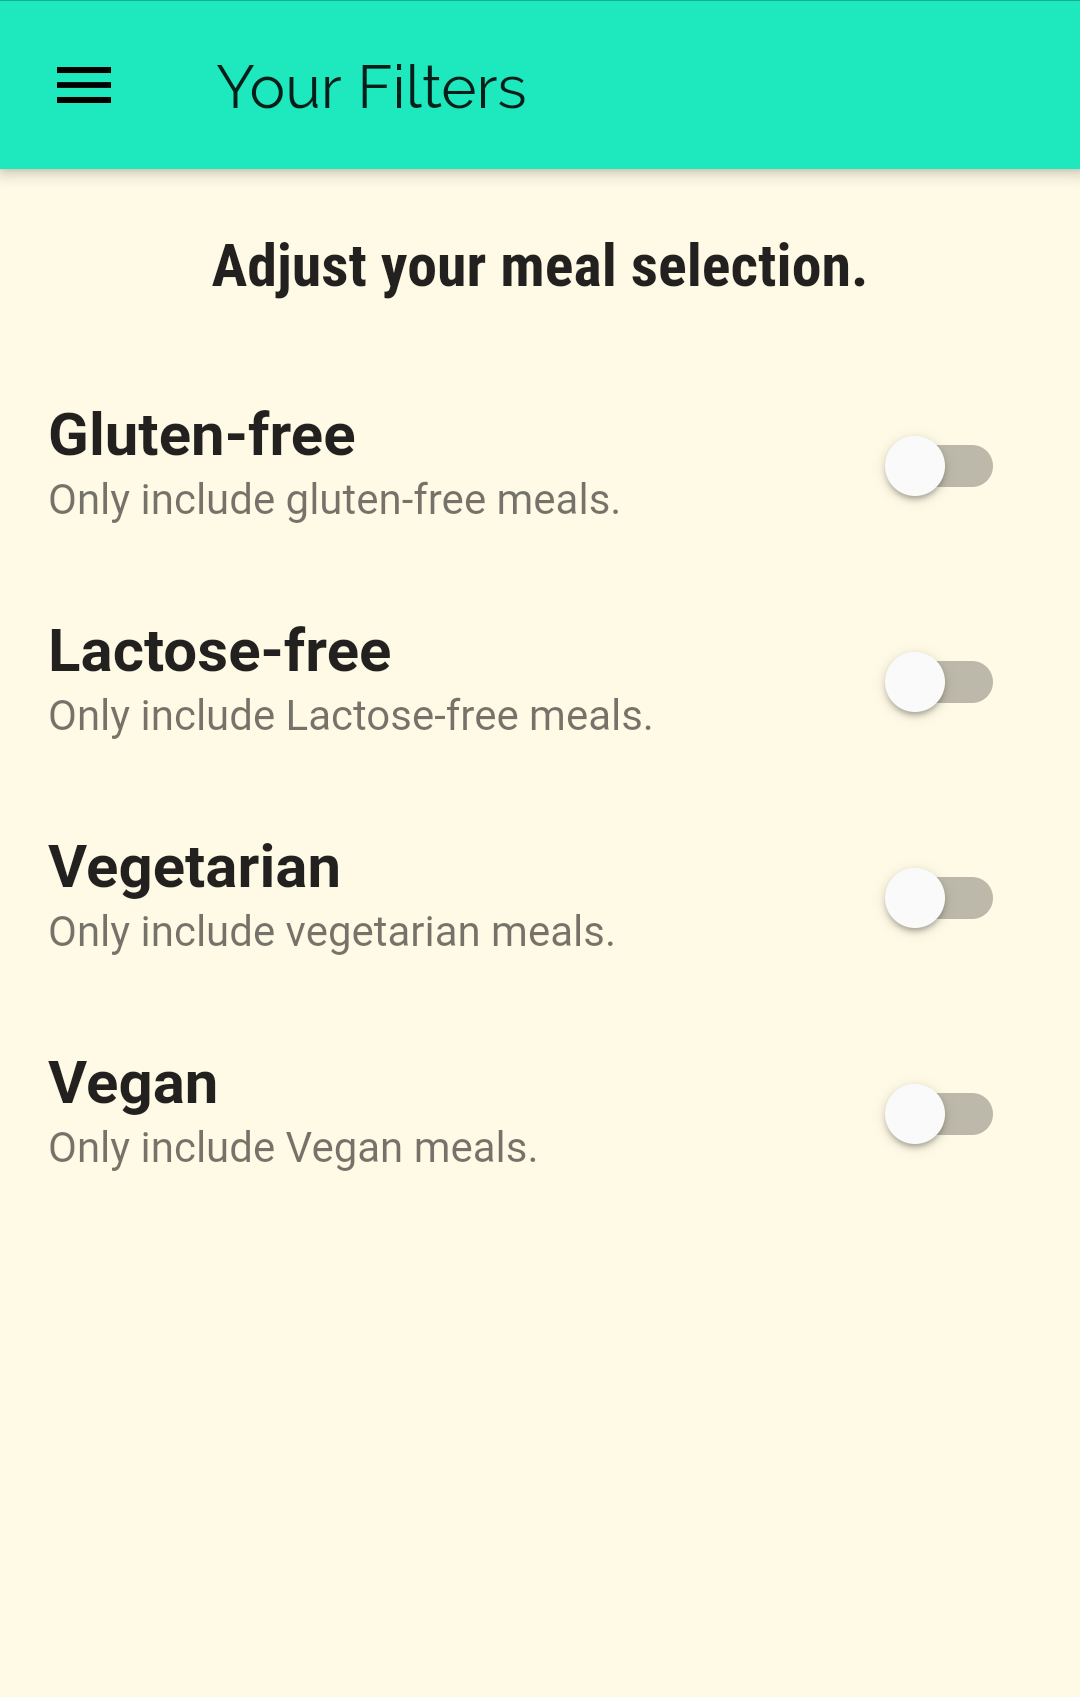 Your Filters
Adjust your meal selection.
Gluten-free
Only include gluten-free meals.
Lactose-free
Only include Lactose-free meals.
Vegetarian
Only include vegetarian meals.
Vegan
Only include Vegan meals.